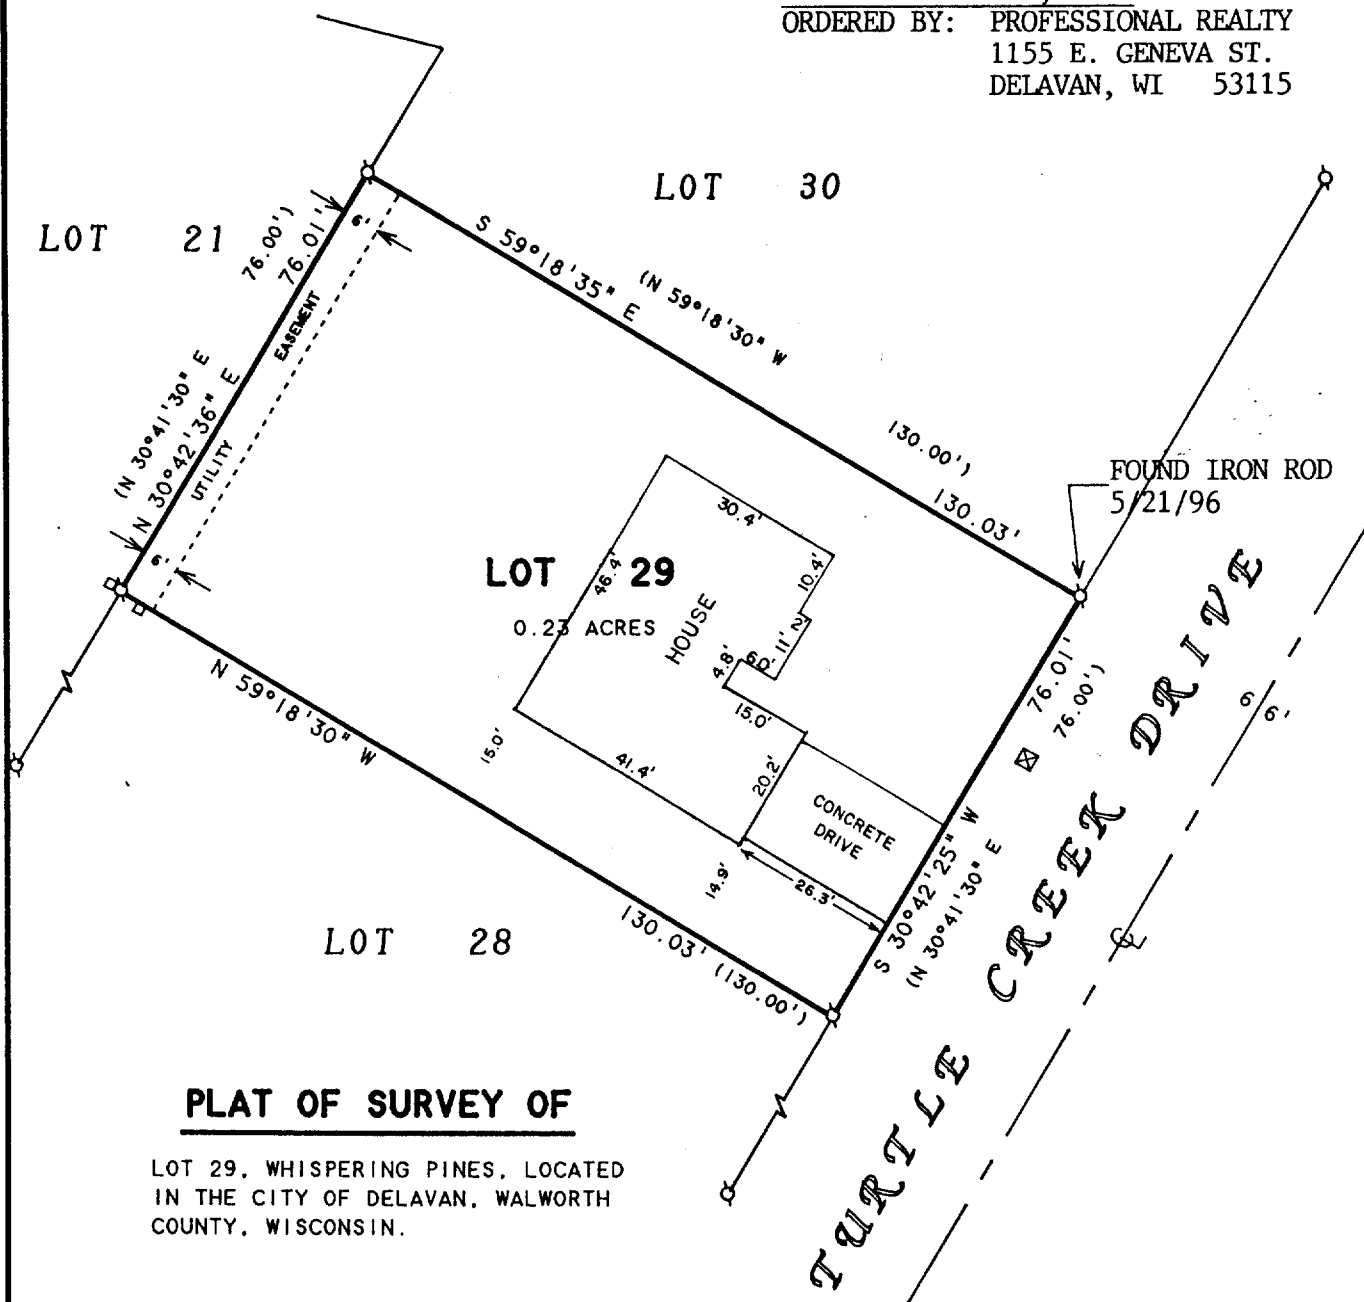 ORDERED BY: PROFESSIONAL REALTY
1155 E. GENEVA ST.
DELAVAN, WI 53115
LOT 30
LOT 21
76.00')
76.01'
6'
S 59°18'35" E
(N 59°18'30" W
EASEMENT
UTILITY
(N 30°41'30" E
N 30°42'36" E
6'
130.00')
130.03'
FOUND IRON ROD
5/21/96
30.4'
10.4'
46.4'
LOT 29
0.23 ACRES
HOUSE
11' 2"
6.0'
4.8'
15.0'
N 59°18'30" W
15.0'
41.4'
20.2'
CONCRETE
DRIVE
76.01'
76.00')
66'
14.9'
26.3'
S 30°42'25" W
(N 30°41'30" E
130.03' (130.00')
LOT 28
TURTLE CREEK DRIVE
PLAT OF SURVEY OF
LOT 29, WHISPERING PINES, LOCATED
IN THE CITY OF DELAVAN, WALWORTH
COUNTY, WISCONSIN.